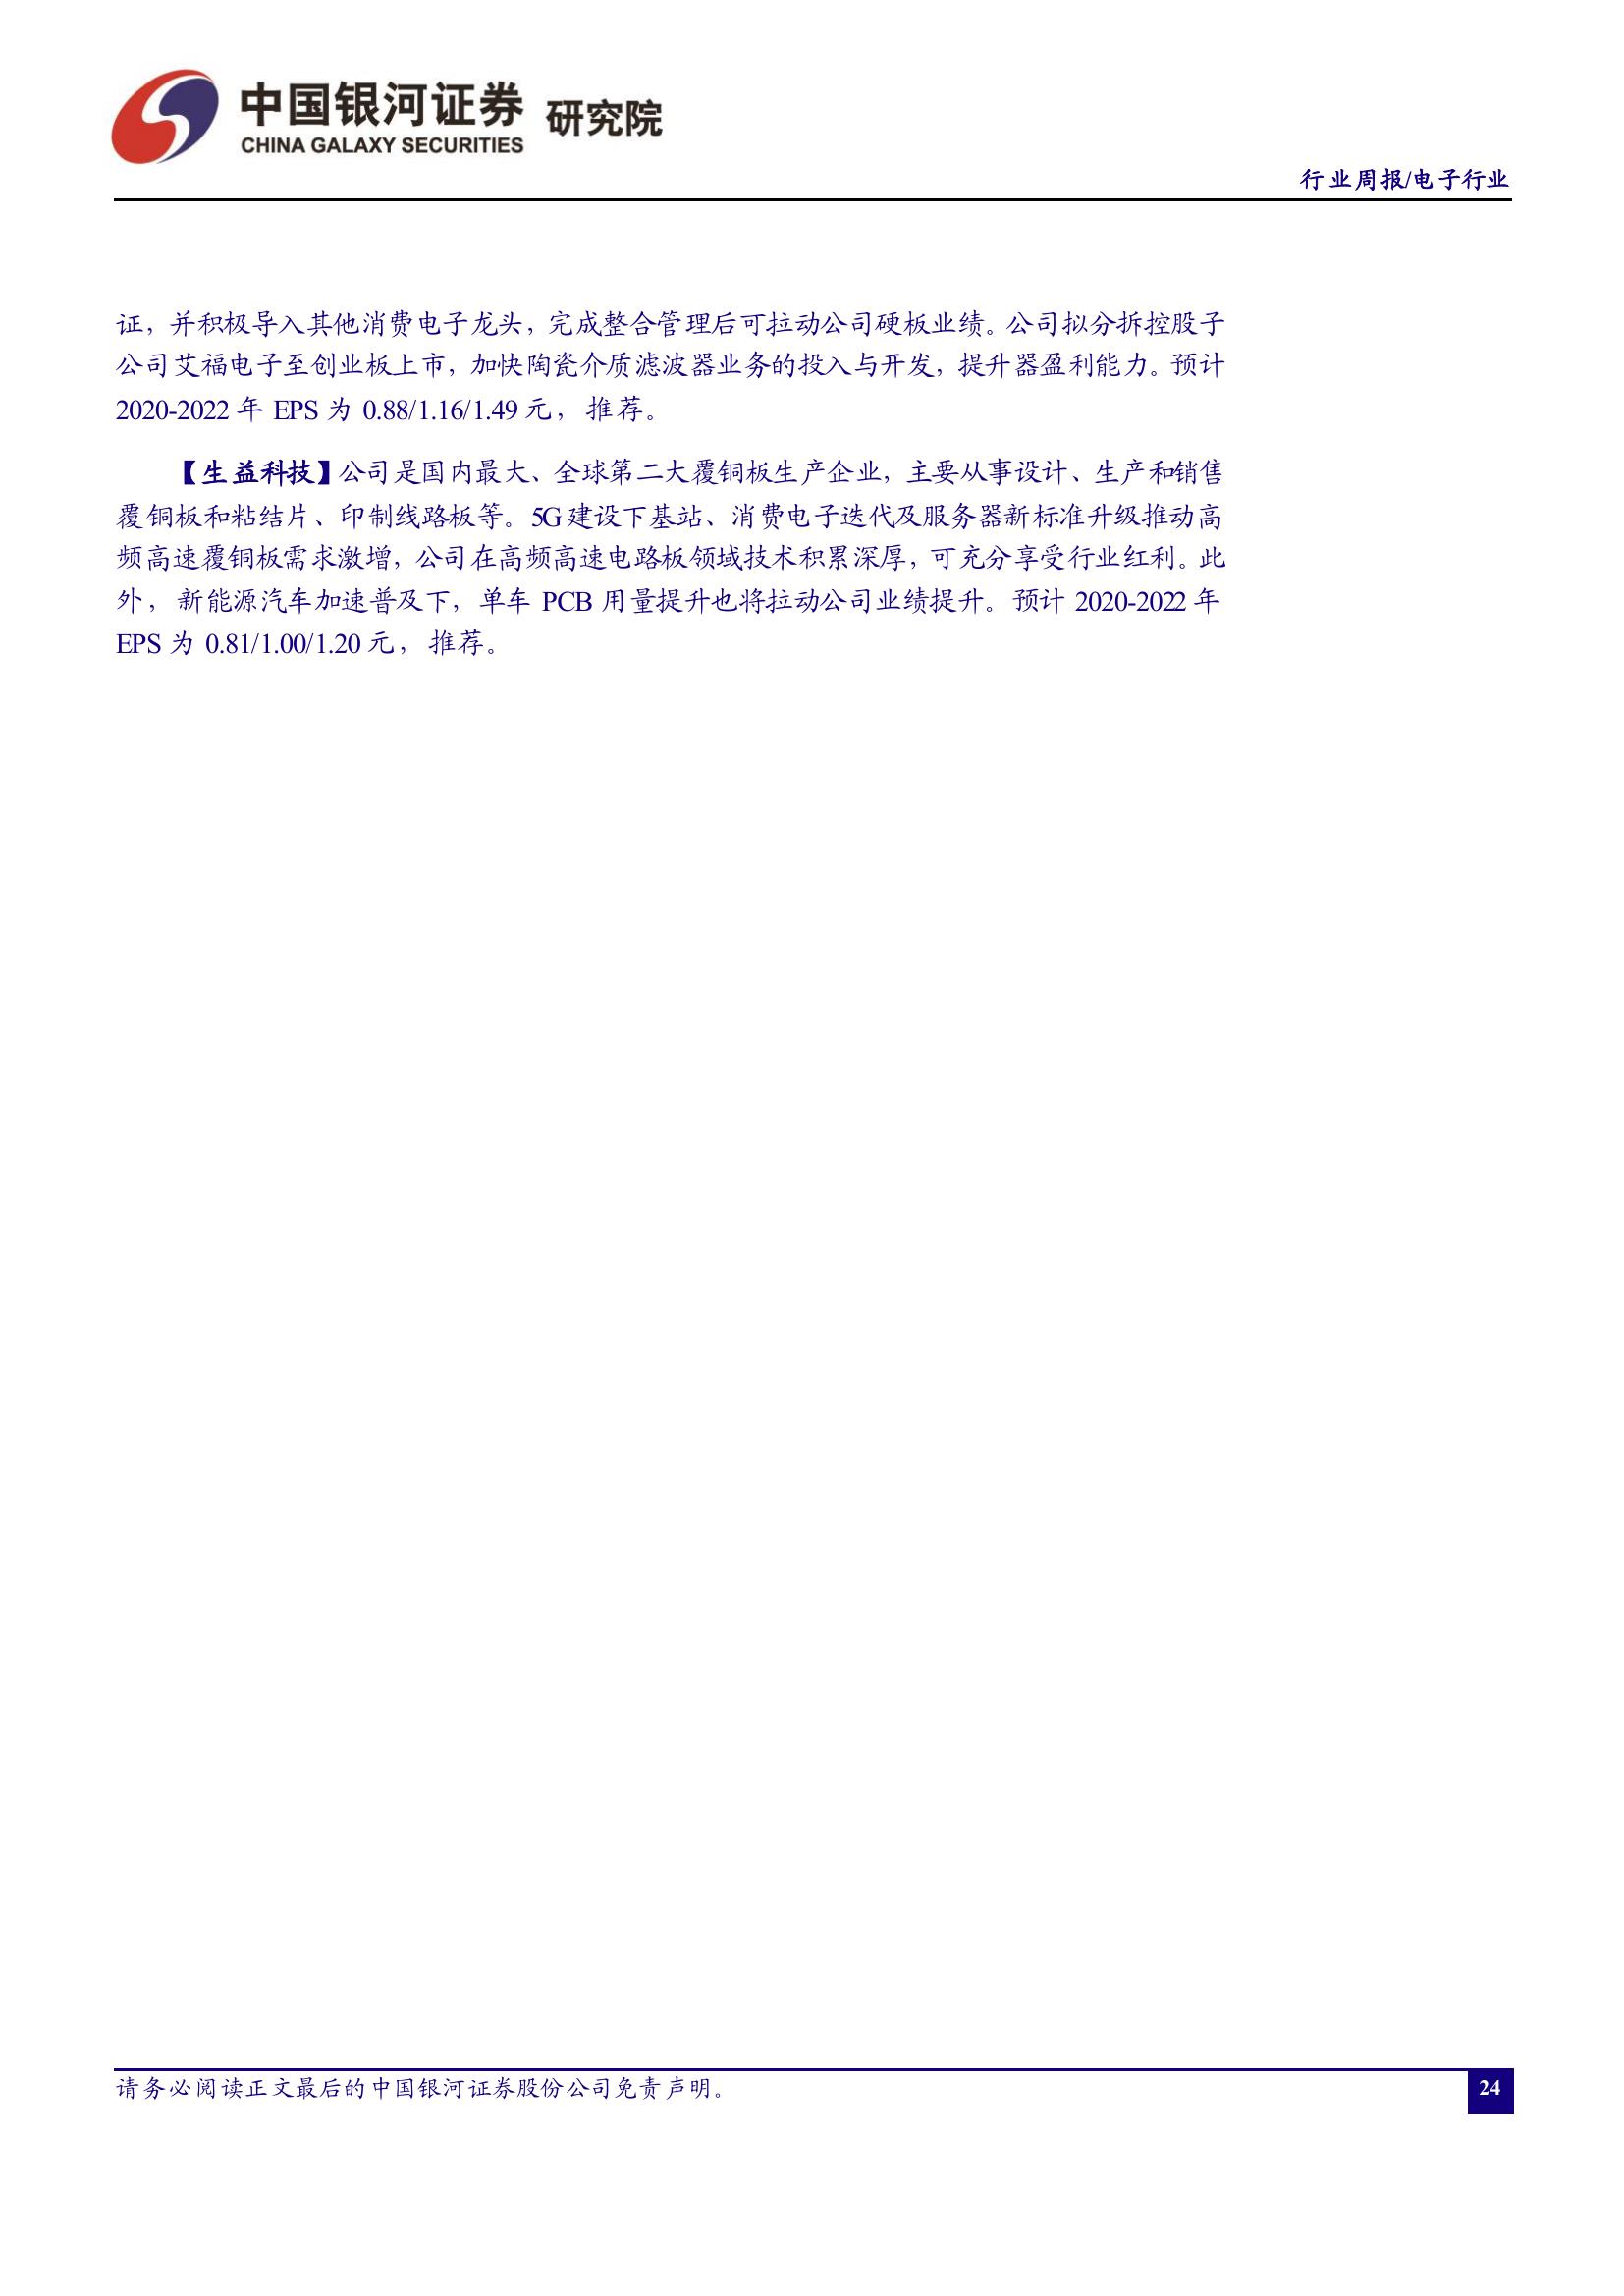 中国银河证券 研究院
CHINA GALAXY SECURITIES
行业周报/电子行业
证，并积极导入其他消费电子龙头，完成整合管理后可拉动公司硬板业绩。公司拟分拆控股子
公司艾福电子至创业板上市，加快陶瓷介质滤波器业务的投入与开发，提升器盈利能力。预计
2020-2022 年 EPS 为 0.88/1.16/1.49 元，推荐。
【生益科技】公司是国内最大、全球第二大覆铜板生产企业，主要从事设计、生产和销售
覆铜板和粘结片、印制线路板等。5G 建设下基站、消费电子迭代及服务器新标准升级推动高
频高速覆铜板需求激增，公司在高频高速电路板领域技术积累深厚，可充分享受行业红利。此
外，新能源汽车加速普及下，单车 PCB 用量提升也将拉动公司业绩提升。预计 2020-2022 年
EPS 为 0.81/1.00/1.20 元，推荐。
请务必阅读正文最后的中国银河证券股份公司免责声明。
24